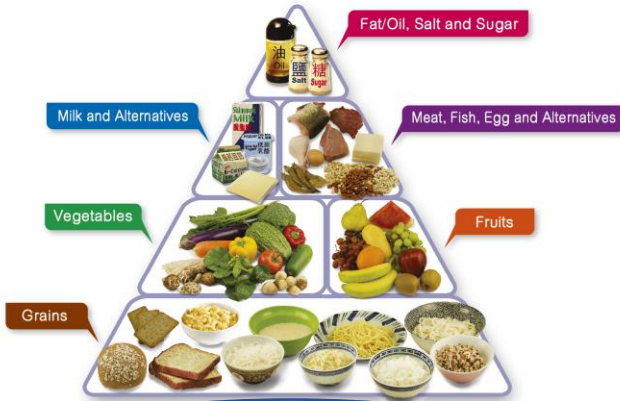 Fat/Oil, Salt and Sugar
油
Oil
鹽
Salt
糖
Sugar
Milk and Alternatives
MILK
Meat, Fish, Egg and Alternatives
Vegetables
Fruits
Grains